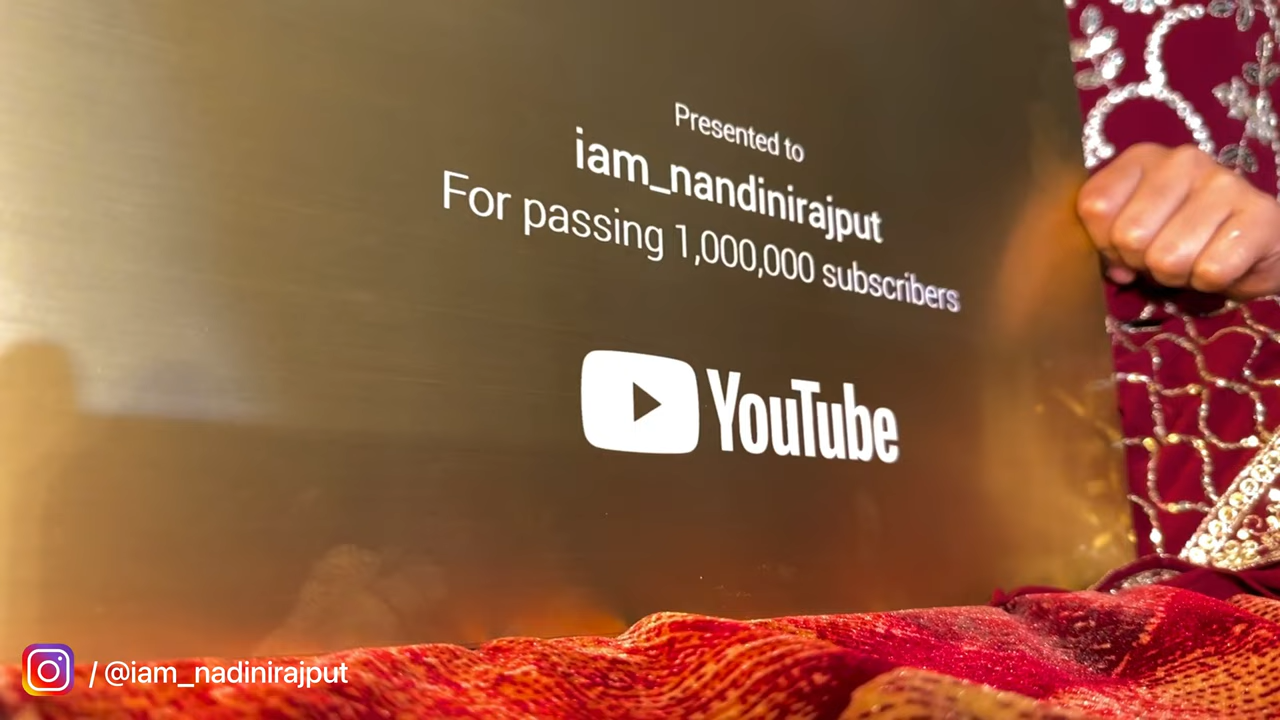 Presented to
iam_nandinirajput
For passing 1,000,000 subscribers
YouTube
/ @iam_nadinirajput